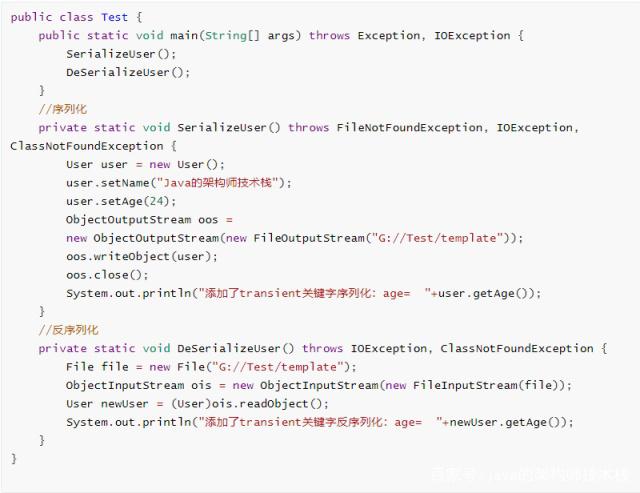 public class Test {
    public static void main(String[] args) throws Exception, IOException {
        SerializeUser();
        DeSerializeUser();
    }
    //序列化
    private static void SerializeUser() throws FileNotFoundException, IOException,
ClassNotFoundException {
        User user = new User();
        user.setName("Java的架构师技术栈");
        user.setAge(24);
        ObjectOutputStream oos =
        new ObjectOutputStream(new FileOutputStream("G://Test/template"));
        oos.writeObject(user);
        oos.close();
        System.out.println("添加了transient关键字序列化：age=  "+user.getAge());
    }
    //反序列化
    private static void DeSerializeUser() throws IOException, ClassNotFoundException {
        File file = new File("G://Test/template");
        ObjectInputStream ois = new ObjectInputStream(new FileInputStream(file));
        User newUser = (User)ois.readObject();
        System.out.println("添加了transient关键字反序列化：age=  "+newUser.getAge());
    }
}
百家号/java的架构师技术栈